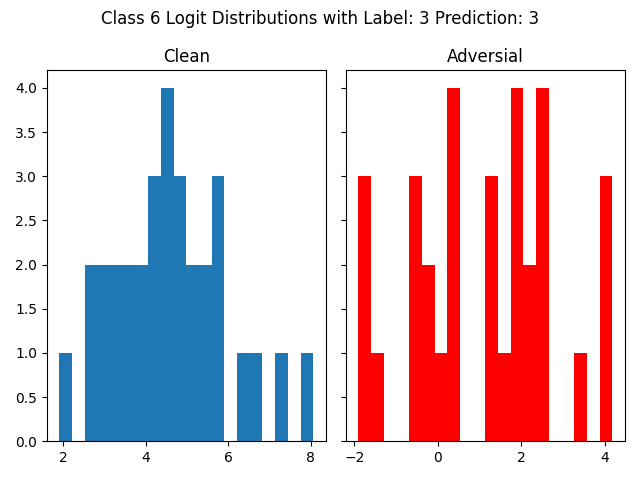 Class 6 Logit Distributions with Label: 3 Prediction: 3
Clean
Adversial
4.0
3.5
3.0
2.5
2.0
1.5
1.0
0.5
0.0
2 4 6 8
−2 0 2 4